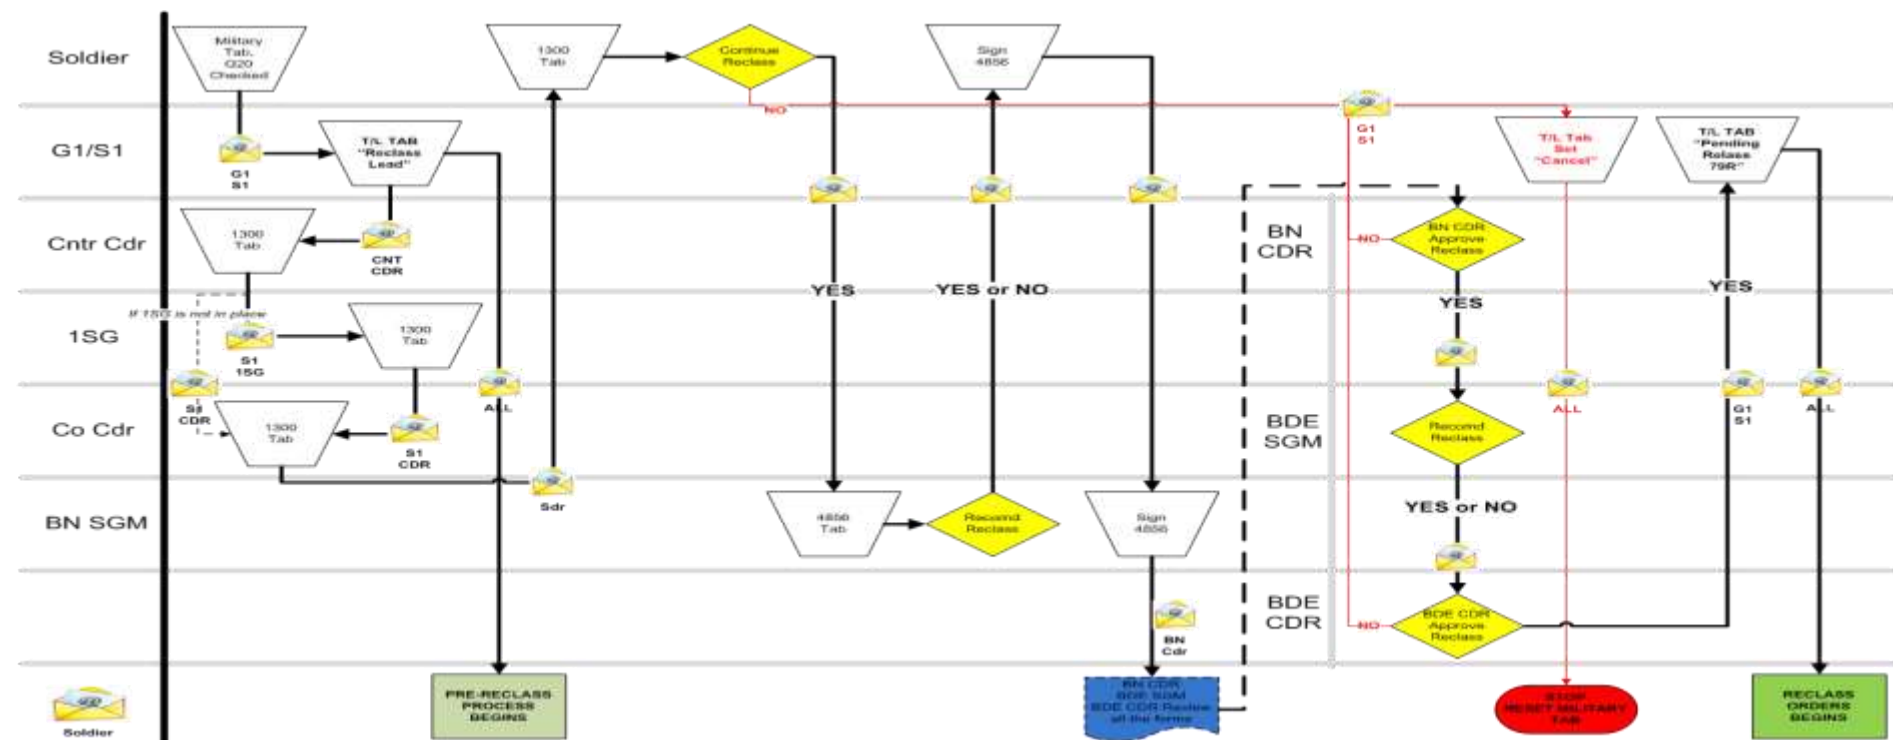 Soldier
Military
Tab,
Q20
Checked
1300
Tab
Continue
Reclass
NO
Sign
4856
G1/S1
G1
S1
T/L TAB
"Reclass
Lead"
G1
S1
T/L Tab
Set
"Cancel"
T/L TAB
"Pending
Relass
79R"
Cntr Cdr
1300
Tab
CNT
CDR
BN
CDR
NO
BN CDR
Approve
Reclass
YES
YES or NO
YES
YES
If 1SG is not in place
1SG
S1
1SG
1300
Tab
S1
CDR
ALL
ALL
G1
S1
ALL
Co Cdr
1300
Tab
S1
CDR
BDE
SGM
Recomd
Reclass
Sdr
YES or NO
BN SGM
4856
Tab
Recomd
Reclass
Sign
4856
BN
Cdr
BDE
CDR
NO
BDE CDR
Approve
Reclass
Soldier
PRE-RECLASS
PROCESS
BEGINS
BN CDR
BDE SGM
BDE CDR Review
all the forms
STOP
RESET MILITARY
TAB
RECLASS
ORDERS
BEGINS